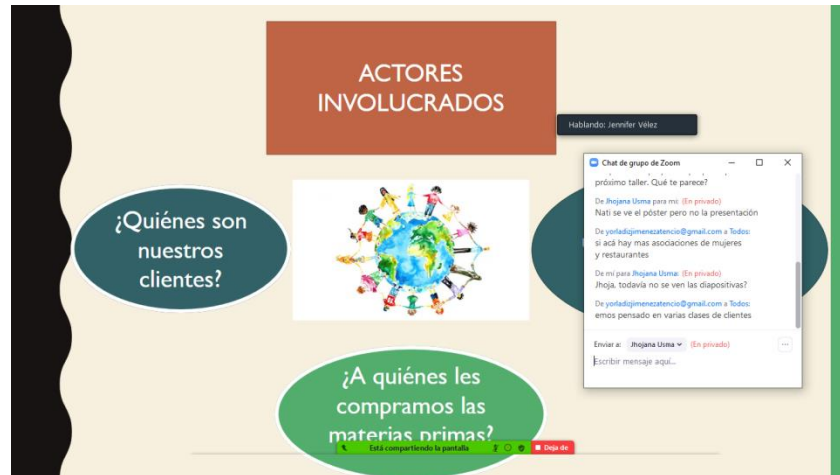 ACTORES
INVOLUCRADOS
Hablando: Jennifer Vélez
¿Quiénes son
nuestros
clientes?
Chat de grupo de Zoom
próximo taller. Qué te parece?
De Jhojana Usma para mí: (En privado)
Nati se ve el póster pero no la presentación
De yorladizjimenezatencio@gmail.com a Todos:
si acá hay mas asociaciones de mujeres
y restaurantes
De mí para Jhojana Usma: (En privado)
Jhoja, todavía no se ven las diapositivas?
De yorladizjimenezatencio@gmail.com a Todos:
emos pensado en varias clases de clientes
Enviar a: Jhojana Usma (En privado)
Escribir mensaje aquí...
¿A quiénes les
compramos las
materias primas?
Está compartiendo la pantalla
Deja de